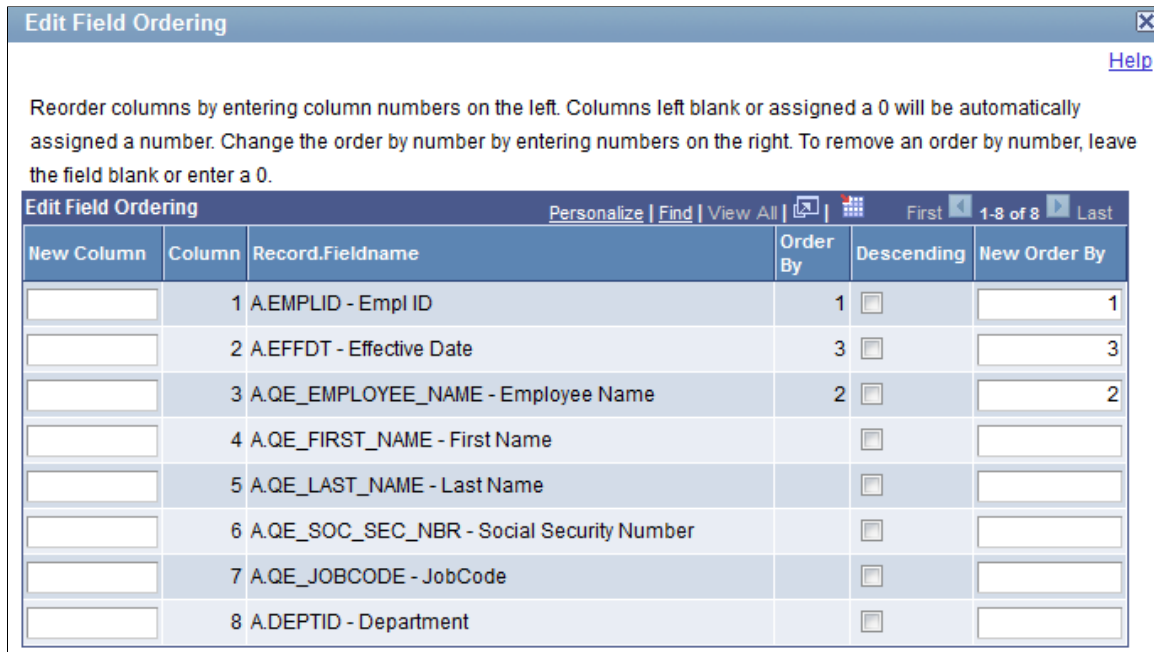 Edit Field Ordering
Help
Reorder columns by entering column numbers on the left. Columns left blank or assigned a 0 will be automatically
assigned a number. Change the order by number by entering numbers on the right. To remove an order by number, leave
the field blank or enter a 0.
Edit Field Ordering Personalize | Find | View All | | First 1-8 of 8 Last
New Column Column Record.Fieldname Order By Descending New Order By
1 A.EMPLID - Empl ID 1 1
2 A.EFFDT - Effective Date 3 3
3 A.QE_EMPLOYEE_NAME - Employee Name 2 2
4 A.QE_FIRST_NAME - First Name
5 A.QE_LAST_NAME - Last Name
6 A.QE_SOC_SEC_NBR - Social Security Number
7 A.QE_JOBCODE - JobCode
8 A.DEPTID - Department